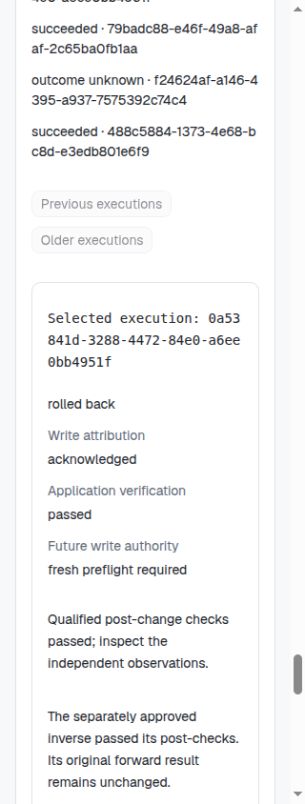 succeeded · 79badc88-e46f-49a8-af
af-2c65ba0fb1aa
outcome unknown · f24624af-a146-4
395-a937-7575392c74c4
succeeded · 488c5884-1373-4e68-b
c8d-e3edb801e6f9
Previous executions
Older executions
Selected execution: 0a53
841d-3288-4472-84e0-a6ee
0bb4951f
rolled back
Write attribution
acknowledged
Application verification
passed
Future write authority
fresh preflight required
Qualified post-change checks
passed; inspect the
independent observations.
The separately approved
inverse passed its post-checks.
Its original forward result
remains unchanged.